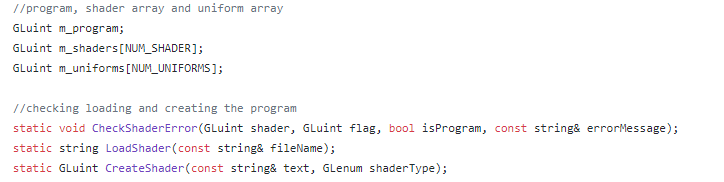 //program, shader array and uniform array
GLuint m_program;
GLuint m_shaders[NUM_SHADER];
GLuint m_uniforms[NUM_UNIFORMS];
//checking loading and creating the program
static void CheckShaderError(GLuint shader, GLuint flag, bool isProgram, const string& errorMessage);
static string LoadShader(const string& fileName);
static GLuint CreateShader(const string& text, GLenum shaderType);